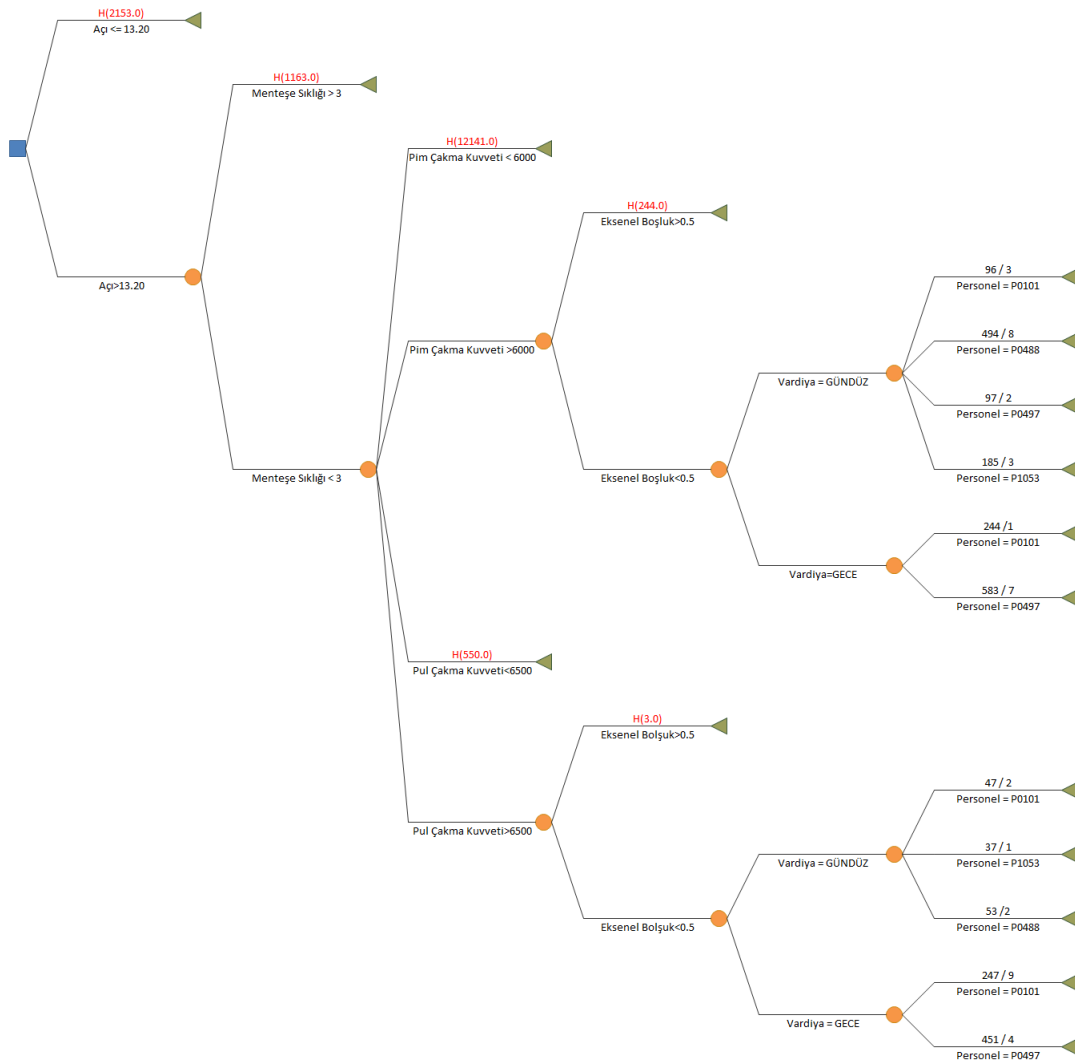 H(2153.0)
Açı <= 13.20
H(1163.0)
Menteşe Sıklığı > 3
H(12141.0)
Pim Çakma Kuvveti < 6000
H(244.0)
Eksenel Boşluk>0.5
96 / 3
Personel = P0101
Açı>13.20
494 / 8
Personel = P0488
Pim Çakma Kuvveti >6000
Vardiya = GÜNDÜZ
97 / 2
Personel = P0497
185 / 3
Personel = P1053
Menteşe Sıklığı < 3
Eksenel Boşluk<0.5
244 /1
Personel = P0101
Vardiya=GECE
583 / 7
Personel = P0497
H(550.0)
Pul Çakma Kuvveti<6500
H(3.0)
Eksenel Bolşuk>0.5
47 / 2
Personel = P0101
Pul Çakma Kuvveti>6500
Vardiya = GÜNDÜZ
37 / 1
Personel = P1053
53 /2
Personel = P0488
Eksenel Bolşuk<0.5
247 / 9
Personel = P0101
Vardiya = GECE
451 / 4
Personel = P0497